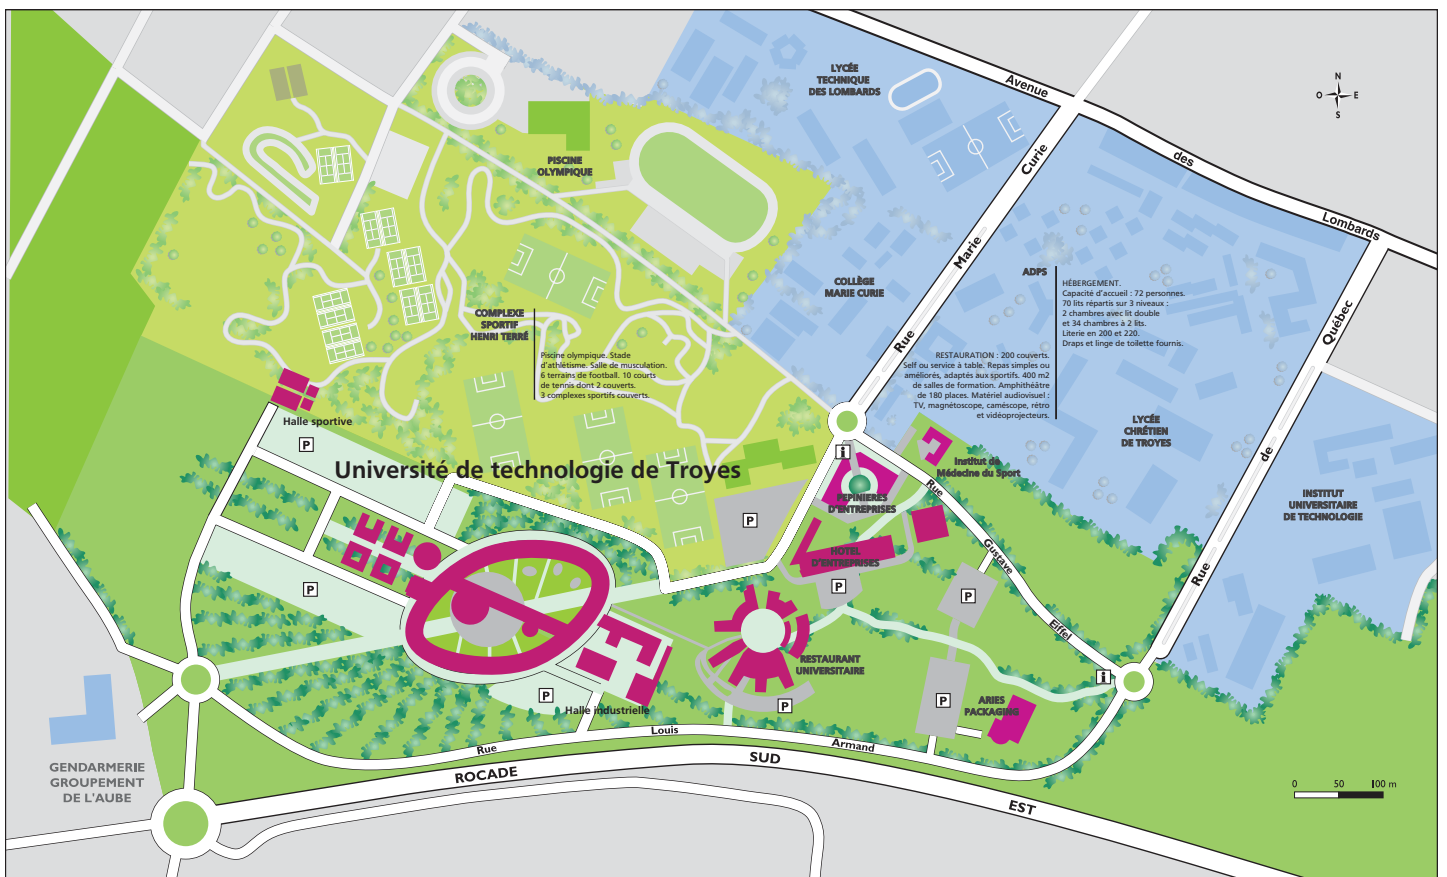 LYCÉE
TECHNIQUE
DES LOMBARDS
Avenue
des
Lombards
N
O
E
S
PISCINE
OLYMPIQUE
Rue
Marie
Curie
COLLÈGE
MARIE CURIE
ADPS
HÉBERGEMENT.
Capacité d'accueil : 72 personnes.
70 lits répartis sur 3 niveaux :
2 chambres avec lit double
et 34 chambres à 2 lits.
Literie en 200 et 220.
Draps et linge de toilette fournis.
RESTAURATION : 200 couverts.
Self ou service à table. Repas simples ou
améliorés, adaptés aux sportifs. 400 m2
de salles de formation. Amphithéâtre
de 180 places. Matériel audiovisuel :
TV, magnétoscope, caméscope, rétro
et vidéoprojecteurs.
COMPLEXE
SPORTIF
HENRI TERRÉ
Piscine olympique. Stade
d'athlètisme. Salle de musculation.
6 terrains de football. 10 courts
de tennis dont 2 couverts.
3 complexes sportifs couverts.
Rue
de
Québec
LYCÉE
CHRÉTIEN
DE TROYES
INSTITUT
UNIVERSITAIRE
DE TECHNOLOGIE
Halle sportive
P
Université de technologie de Troyes
i
Institut de
Médecine du Sport
PEPINIERES
D'ENTREPRISES
P
HOTEL
D'ENTREPRISES
P
Rue
Gustave
Eiffel
P
P
RESTAURANT
UNIVERSITAIRE
P
i
P
ARIES
PACKAGING
P
Halle industrielle
Rue
Louis
Armand
ROCADE
SUD
EST
GENDARMERIE
GROUPEMENT
DE L'AUBE
0 50 100 m